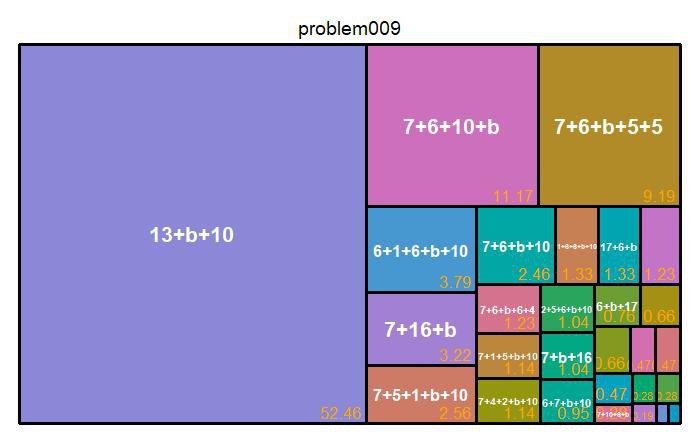 problem009
13+b+10
52.46
7+6+10+b
11.17
7+6+b+5+5
9.19
6+1+6+b+10
3.79
7+16+b
3.22
7+5+1+b+10
2.56
7+6+b+10
2.46
1+6+6+b+10
1.33
17+6+b
1.33
1.23
7+6+b+6+4
1.23
2+5+6+b+10
1.04
6+b+17
0.76
0.66
7+1+5+b+10
1.14
7+b+16
1.04
0.66
.47
.47
7+4+2+b+10
1.14
6+7+b+10
0.95
0.47
0.28
0.28
0.19